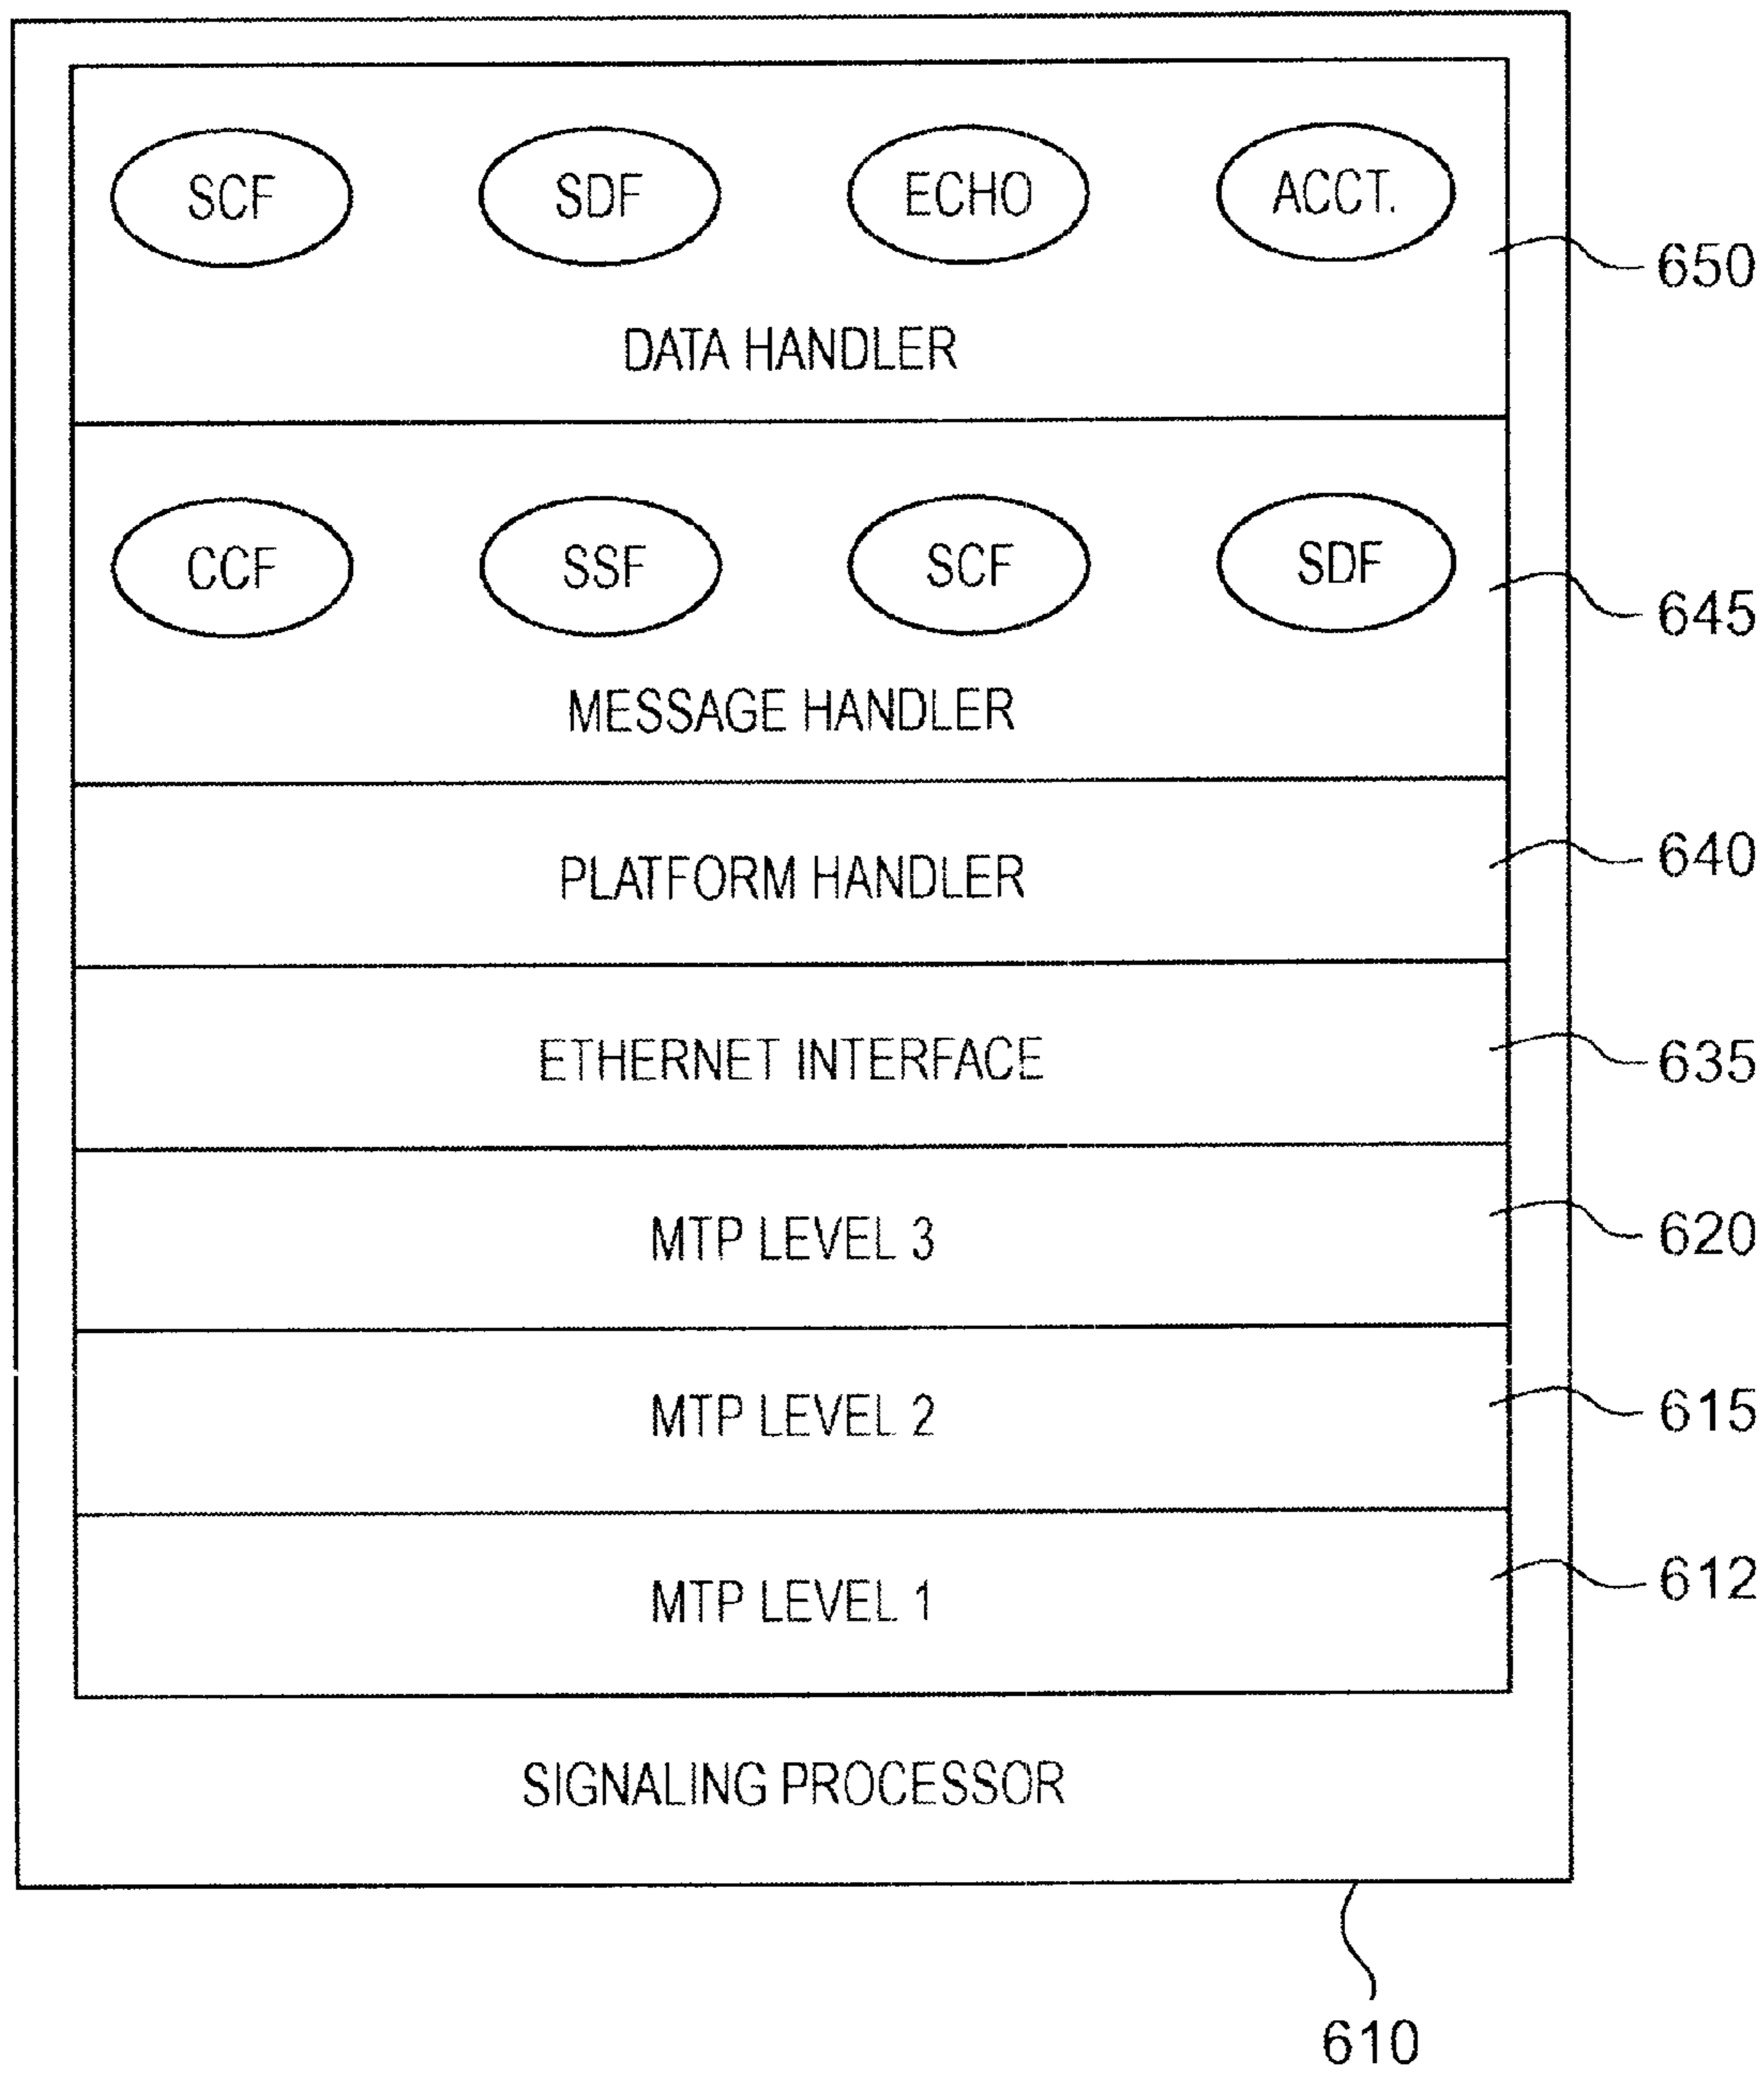 SCF SDF ECHO ACCT.
650
DATA HANDLER
CCF SSF SCF SDF
645
MESSAGE HANDLER
640
PLATFORM HANDLER
ETHERNET INTERFACE 635
MTP LEVEL 3 620
MTP LEVEL 2 615
MTP LEVEL 1 612
SIGNALING PROCESSOR
610